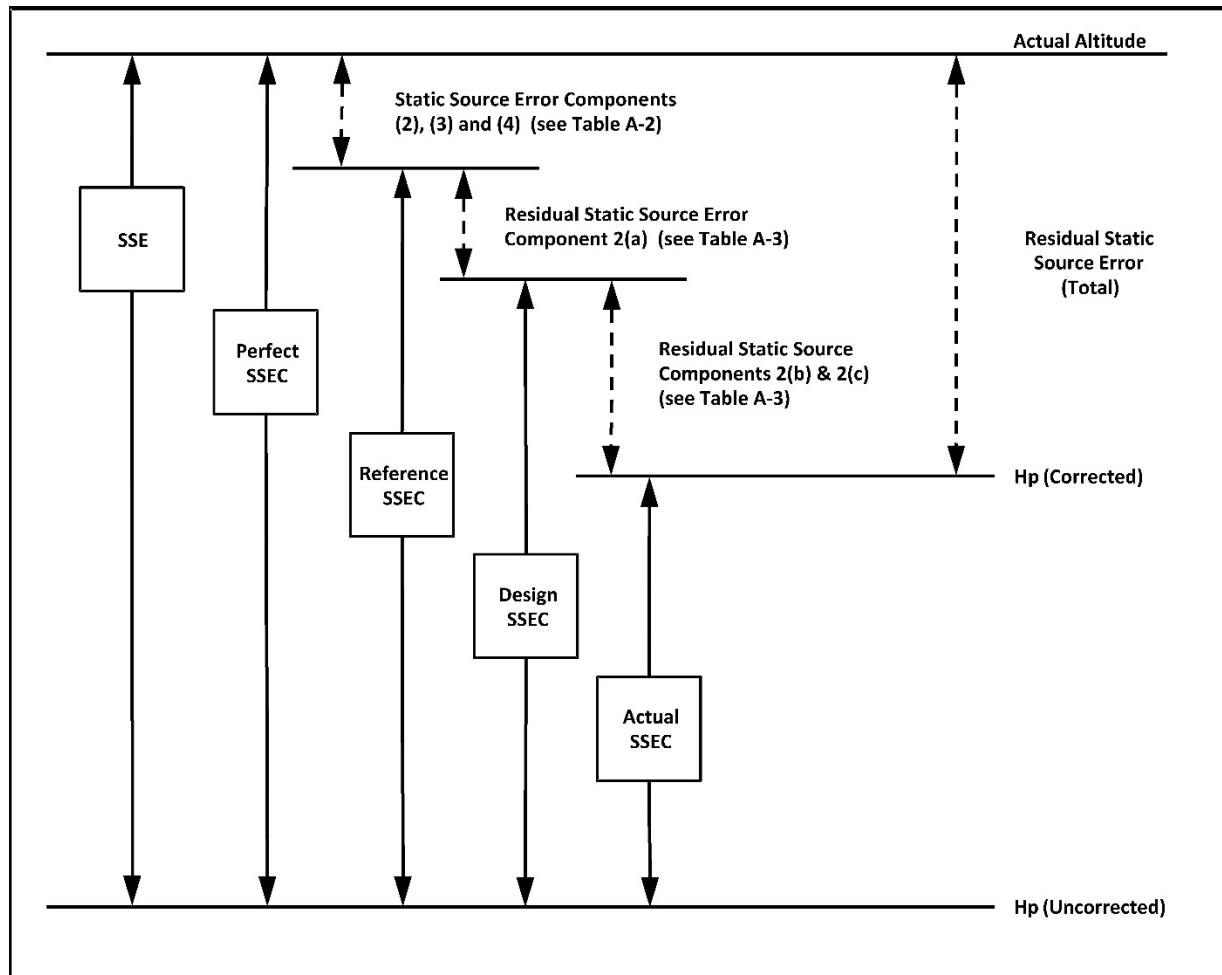 Actual Altitude
Static Source Error Components
(2), (3) and (4) (see Table A-2)
SSE
Residual Static Source Error
Component 2(a) (see Table A-3)
Residual Static
Source Error
(Total)
Perfect
SSEC
Residual Static Source
Components 2(b) & 2(c)
(see Table A-3)
Reference
SSEC
Hp (Corrected)
Design
SSEC
Actual
SSEC
Hp (Uncorrected)